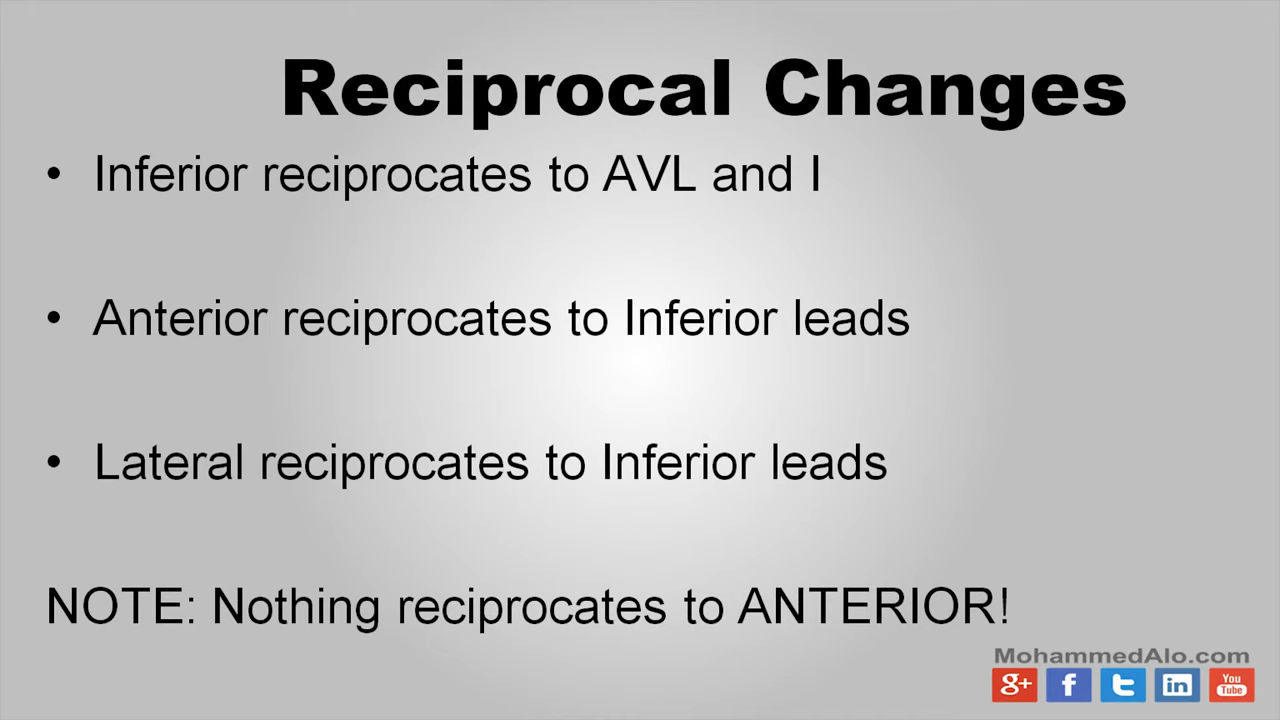 Reciprocal Changes
• Inferior reciprocates to AVL and I
• Anterior reciprocates to Inferior leads
• Lateral reciprocates to Inferior leads
NOTE: Nothing reciprocates to ANTERIOR!
MohammedAlo.com
g+ f t in You Tube